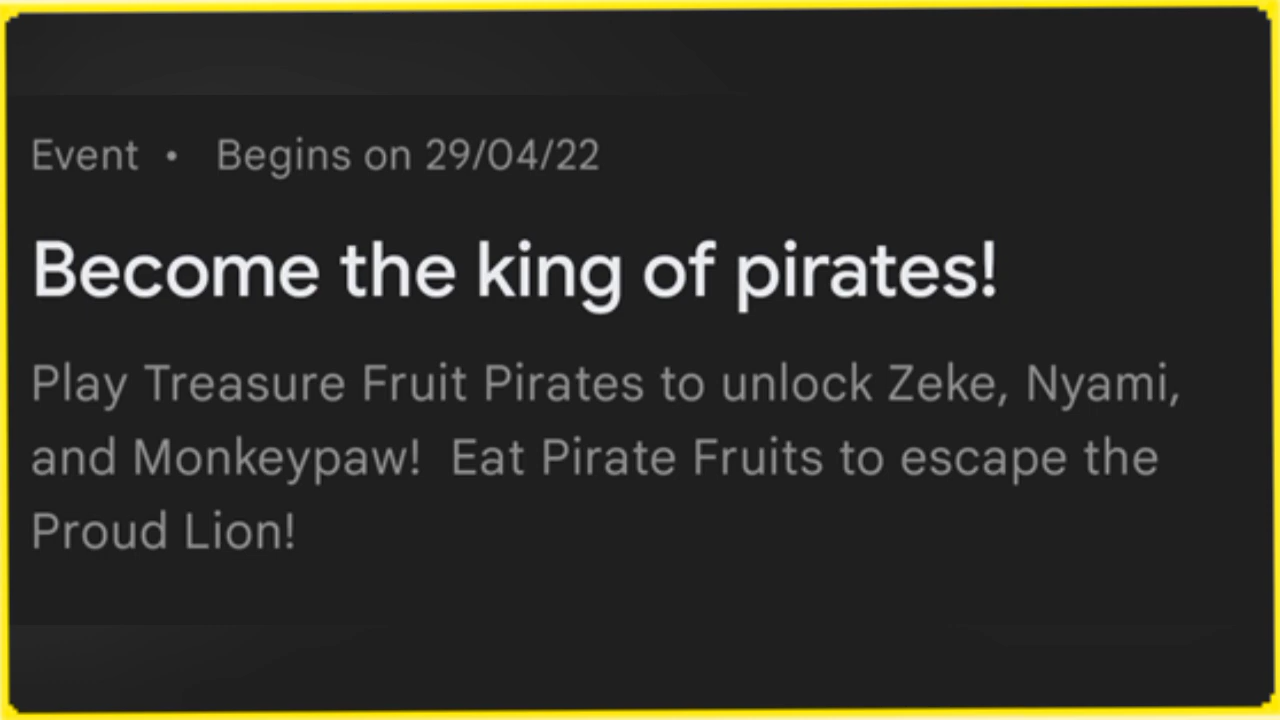 Event • Begins on 29/04/22
Become the king of pirates!
Play Treasure Fruit Pirates to unlock Zeke, Nyami,
and Monkeypaw!  Eat Pirate Fruits to escape the
Proud Lion!